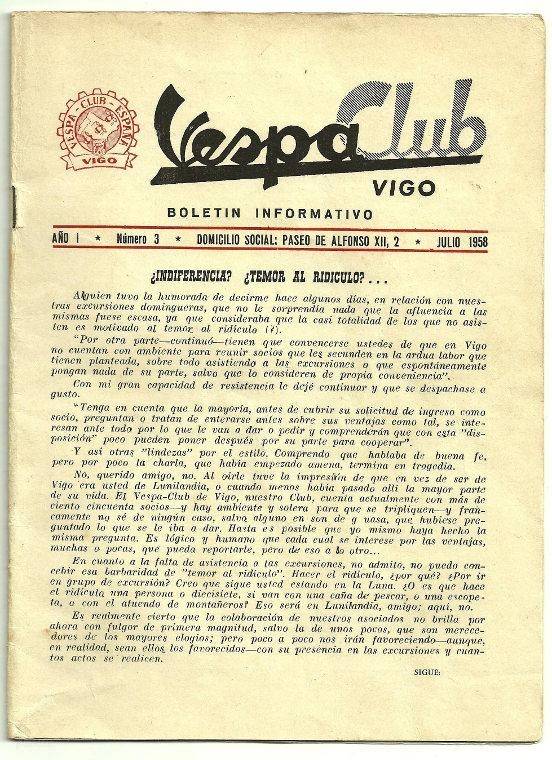 VESPA - CLUB - ESPAÑA
VIGO
Vespa Club
VIGO
BOLETIN INFORMATIVO
AÑO I * Número 3 * DOMICILIO SOCIAL: PASEO DE ALFONSO XII, 2 * JULIO 1958
¿INDIFERENCIA? ¿TEMOR AL RIDICULO?...
Alguien tuvo la humorada de decirme hace algunos días, en relación con nues-
tras excursiones domingueras, que no le sorprendía nada que la afluencia a las
mismas fuese escasa, ya que consideraba que la casi totalidad de los que no asis-
ten es motivado al temor al ridículo (?).
"Por otra parte—continuó—tienen que convencerse ustedes de que en Vigo
no cuentan con ambiente para reunir socios que les secunden en la ardua labor que
tienen planteada, sobre todo asistiendo a las excursiones o que espontáneamente
pongan nada de su parte, salvo que lo consideren de propia conveniencia".
Con mi gran capacidad de resistencia le dejé continuar y que se despachase a
gusto.
"Tenga en cuenta que la mayoría, antes de cubrir su solicitud de ingreso como
socio, preguntan o tratan de enterarse antes sobre sus ventajas como tal, se inte-
resan ante todo por lo que le van a dar o pedir y comprenderán que con esta "dis-
posición" poco pueden poner después por su parte para cooperar".
Y así otras "lindezas" por el estilo. Comprendo que hablaba de buena fe,
pero por poco la charla, que había empezado amena, termina en tragedia.
No, querido amigo, no. Al oirle tuve la impresión de que en vez de ser de
Vigo era usted de Lunilandia, o cuando menos había pasado allí la mayor parte
de su vida. El Vespa-Club de Vigo, nuestro Club, cuenta actualmente con más de
ciento cincuenta socios—y hay ambiente y solera para que se tripliquen—y fran-
camente no sé de ningún caso, salvo alguno en son de g uasa, que hubiese pre-
guntado lo que se le iba a dar. Hasta es posible que yo mismo haya hecho la
misma pregunta. Es lógico y humano que cada cual se interese por las ventajas,
muchas o pocas, que pueda reportarle, pero de eso a lo otro...
En cuanto a la falta de asistencia a las excursiones, no admito, no puedo con-
cebir esa barbaridad de "temor al ridículo". Hacer el ridículo, ¿por qué? ¿Por ir
en grupo de excursión? Creo que sigue usted estando en la Luna. ¿O es que hace
el ridículo una persona o diecisiete, si van con una caña de pescar, o una escope-
ta, o con el atuendo de montañeros? Eso será en Lunilandia, amigo; aquí, no.
Es realmente cierto que la colaboración de nuestros asociados no brilla por
ahora con fulgor de primera magnitud, salvo la de unos pocos, que son merece-
dores de los mayores elogios; pero poco a poco nos irán favoreciendo—aunque,
en realidad, sean ellos los favorecidos—con su presencia en las excursiones y cuan-
tos actos se realicen.
SIGUE: